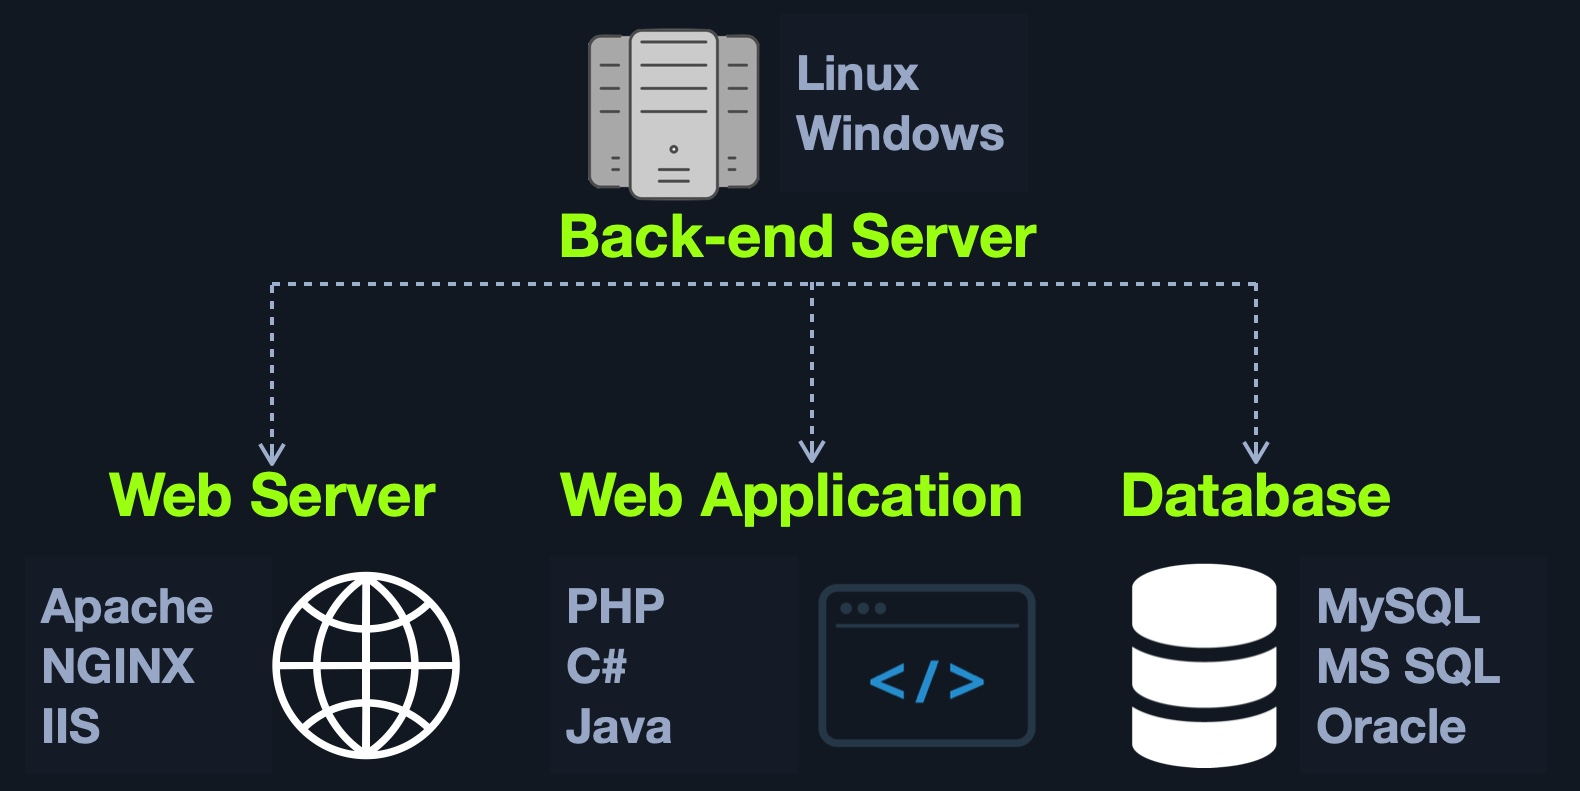 Linux
Windows
Back-end Server
Web Server
Web Application
Database
Apache
NGINX
IIS
PHP
C#
Java
</>
MySQL
MS SQL
Oracle